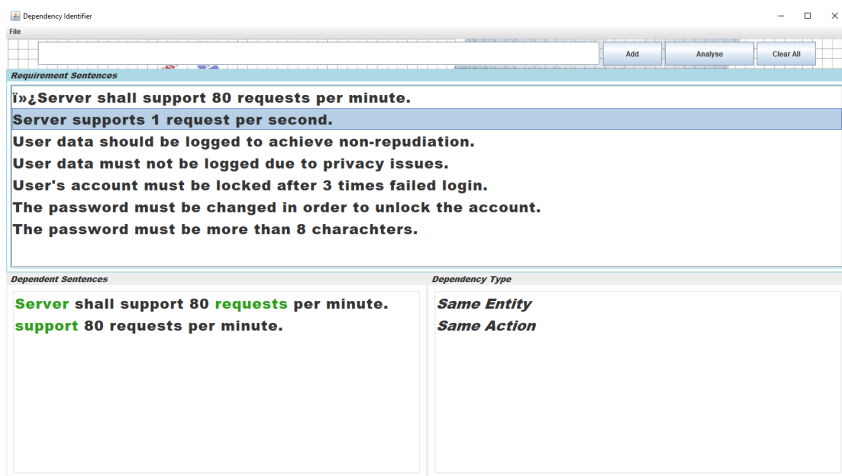 Dependency Identifier
File
Add Analyse Clear All
Requirement Sentences
ï»¿Server shall support 80 requests per minute.
Server supports 1 request per second.
User data should be logged to achieve non-repudiation.
User data must not be logged due to privacy issues.
User's account must be locked after 3 times failed login.
The password must be changed in order to unlock the account.
The password must be more than 8 charachters.
Dependent Sentences
Server shall support 80 requests per minute.
support 80 requests per minute.
Dependency Type
Same Entity
Same Action